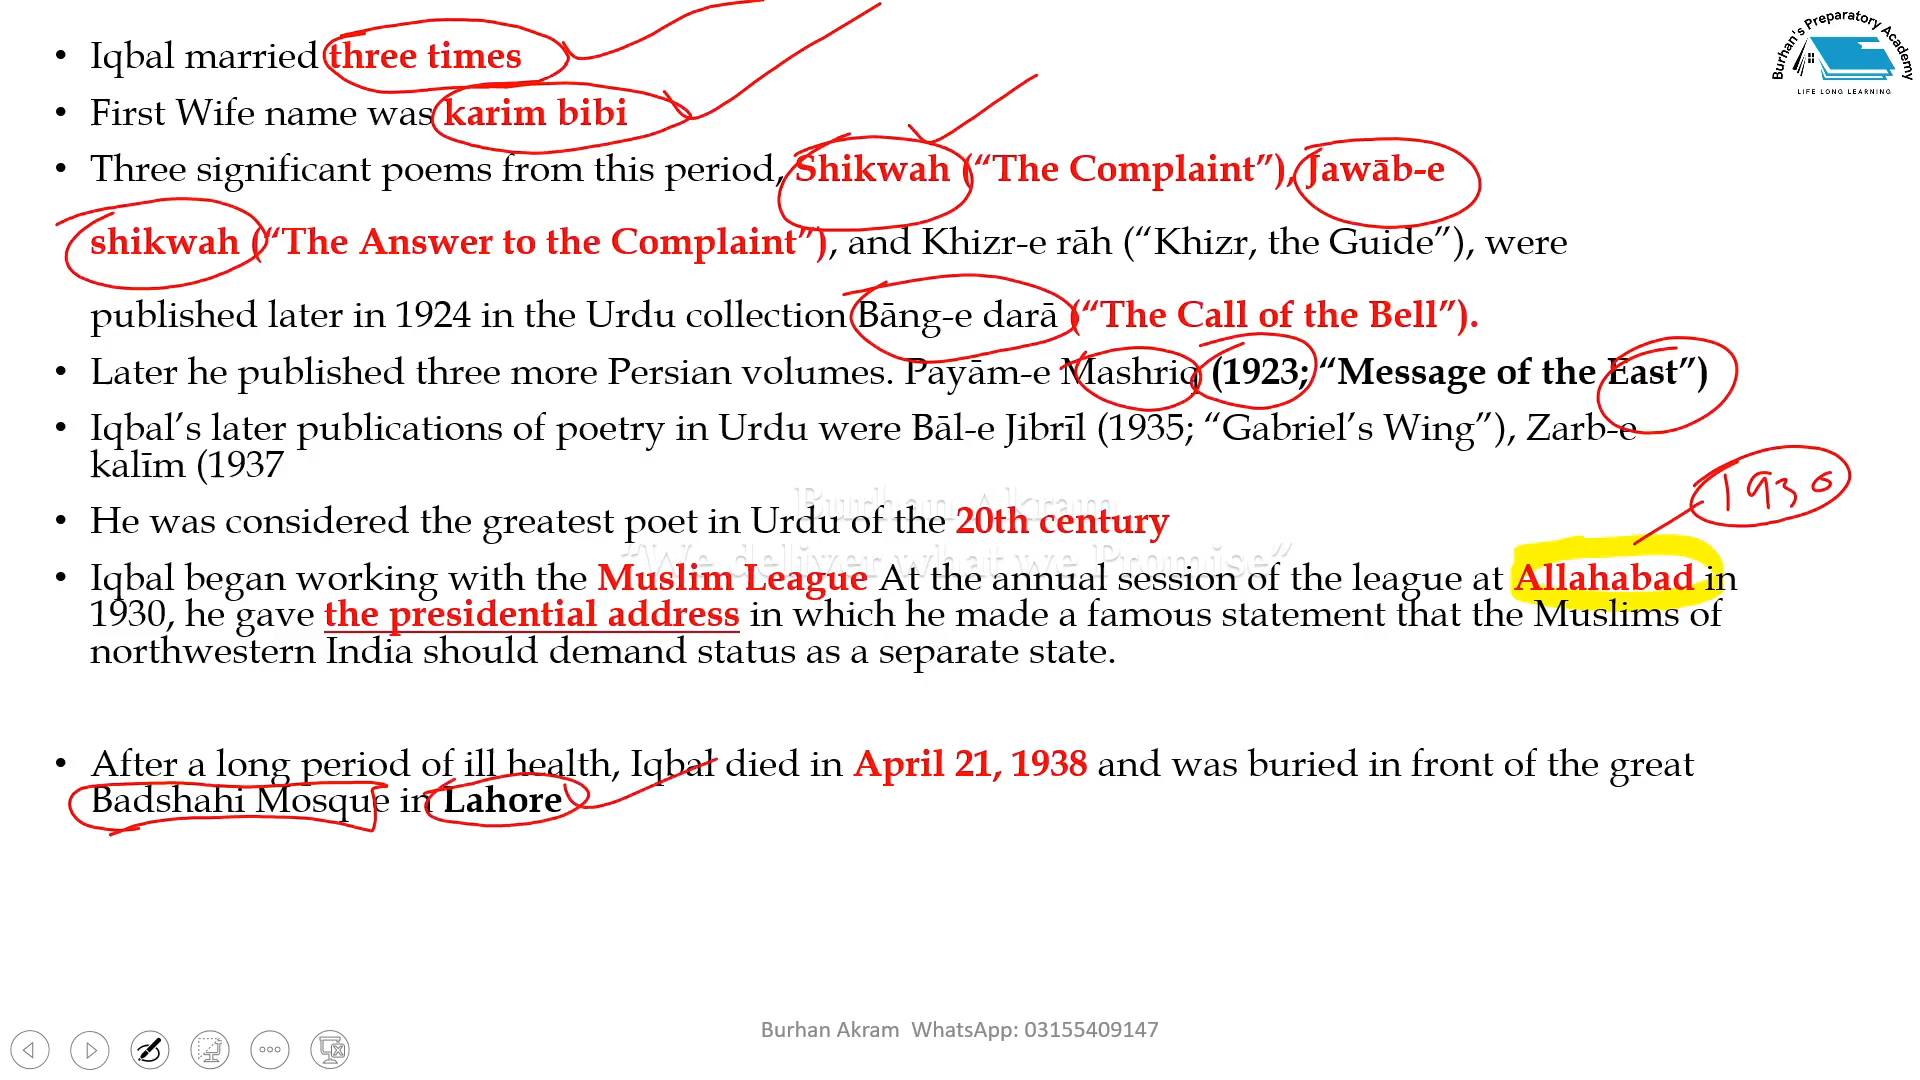 Burhan's Preparatory Academy
LIFE LONG LEARNING
• Iqbal married three times
• First Wife name was karim bibi
• Three significant poems from this period, Shikwah (“The Complaint”), Jawāb-e
shikwah (“The Answer to the Complaint”), and Khizr-e rāh (“Khizr, the Guide”), were
published later in 1924 in the Urdu collection Bāng-e darā (“The Call of the Bell”).
• Later he published three more Persian volumes. Payām-e Mashriq (1923; “Message of the East”)
• Iqbal’s later publications of poetry in Urdu were Bāl-e Jibrīl (1935; “Gabriel’s Wing”), Zarb-e
kalīm (1937
1930
Burhan Akram
• He was considered the greatest poet in Urdu of the 20th century
“We deliver what we Promise”
• Iqbal began working with the Muslim League At the annual session of the league at Allahabad in
1930, he gave the presidential address in which he made a famous statement that the Muslims of
northwestern India should demand status as a separate state.
• After a long period of ill health, Iqbal died in April 21, 1938 and was buried in front of the great
Badshahi Mosque in Lahore
Burhan Akram WhatsApp: 03155409147